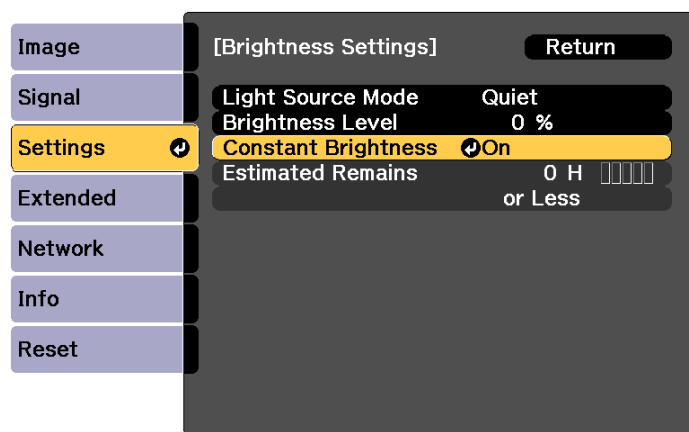 Image
Signal
Settings
Extended
Network
Info
Reset
[Brightness Settings] Return
Light Source Mode Quiet
Brightness Level 0 %
Constant Brightness On
Estimated Remains 0 H
or Less